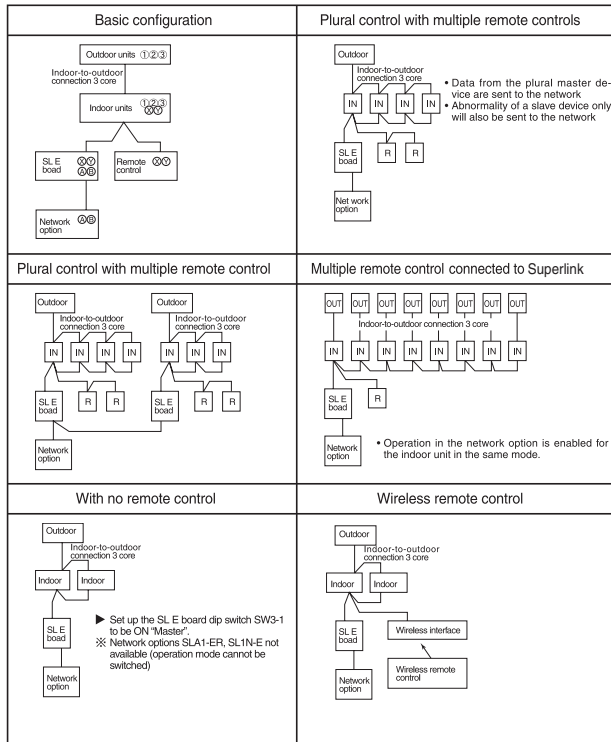 Basic configuration
Outdoor units ①②③
Indoor-to-outdoor
connection 3 core
Indoor units ①②③
ⓍⓎ
SL E ⓍⓎ
boad ⒶⒷ
Remote ⓍⓎ
control
Network ⒶⒷ
option
Plural control with multiple remote controls
Outdoor
Indoor-to-outdoor
connection 3 core
IN IN IN IN
• Data from the plural master de-
vice are sent to the network
• Abnormality of a slave device only
will also be sent to the network
SL E
boad
R R
Net work
option
Plural control with multiple remote control
Outdoor Outdoor
Indoor-to-outdoor Indoor-to-outdoor
connection 3 core connection 3 core
IN IN IN IN IN IN IN IN
SL E R R SL E R R
boad boad
Network
option
Multiple remote control connected to Superlink
OUT OUT OUT OUT OUT OUT OUT OUT
Indoor-to-outdoor connection 3 core
IN IN IN IN IN IN IN IN
SL E
boad
R
Network
option
• Operation in the network option is enabled for
the indoor unit in the same mode.
With no remote control
Outdoor
Indoor-to-outdoor
connection 3 core
Indoor Indoor
SL E
boad
▶ Set up the SL E board dip switch SW3-1
to be ON "Master".
※ Network options SLA1-ER, SL1N-E not
available (operation mode cannot be
switched)
Network
option
Wireless remote control
Outdoor
Indoor-to-outdoor
connection 3 core
Indoor Indoor
SL E
boad
Wireless interface
Wireless remote
control
Network
option